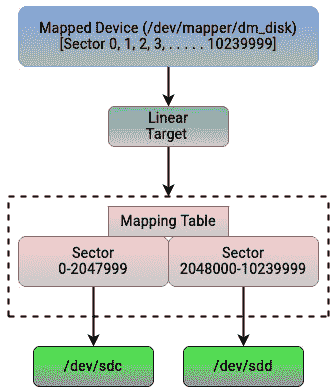 Mapped Device (/dev/mapper/dm_disk)
[Sector 0, 1, 2, 3, . . . . . 10239999]
Linear
Target
Mapping Table
Sector
0-2047999
Sector
2048000-10239999
/dev/sdc
/dev/sdd